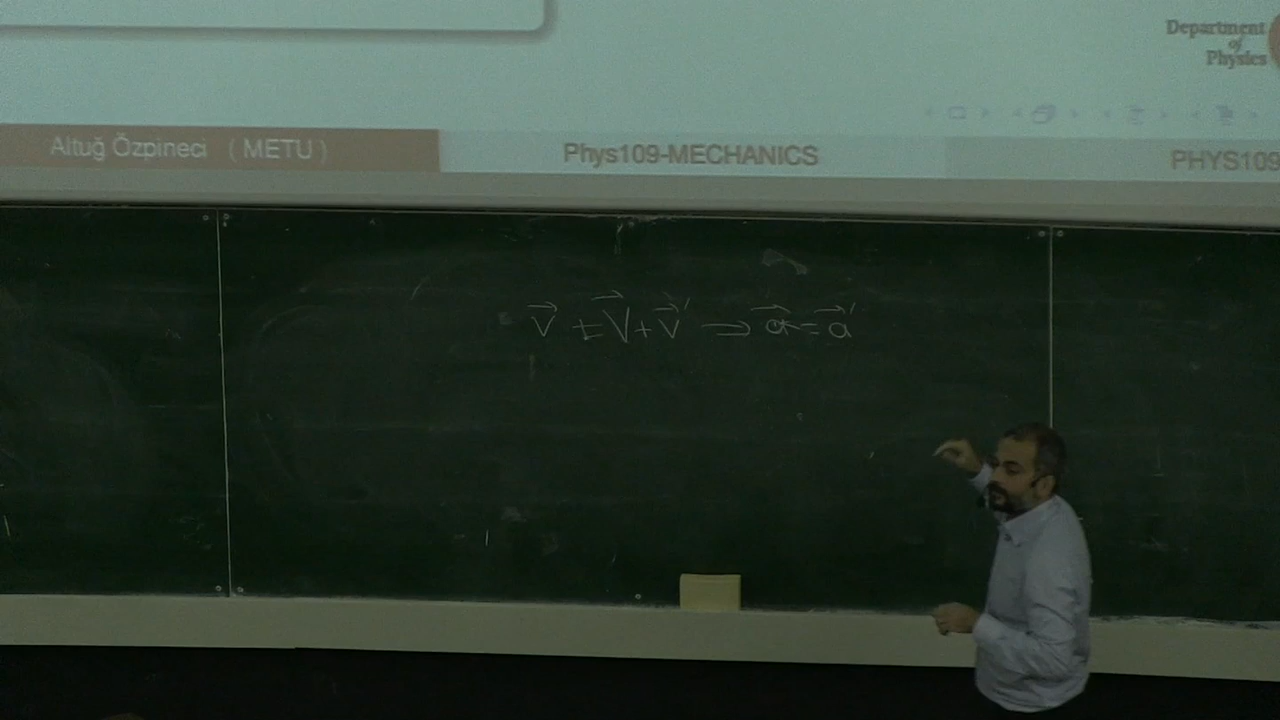 Department
of
Physics
Altuğ Özpineci ( METU )
Phys109-MECHANICS
PHYS109
v⃗ = V⃗ + v⃗′ ⟹ a⃗ = a⃗′